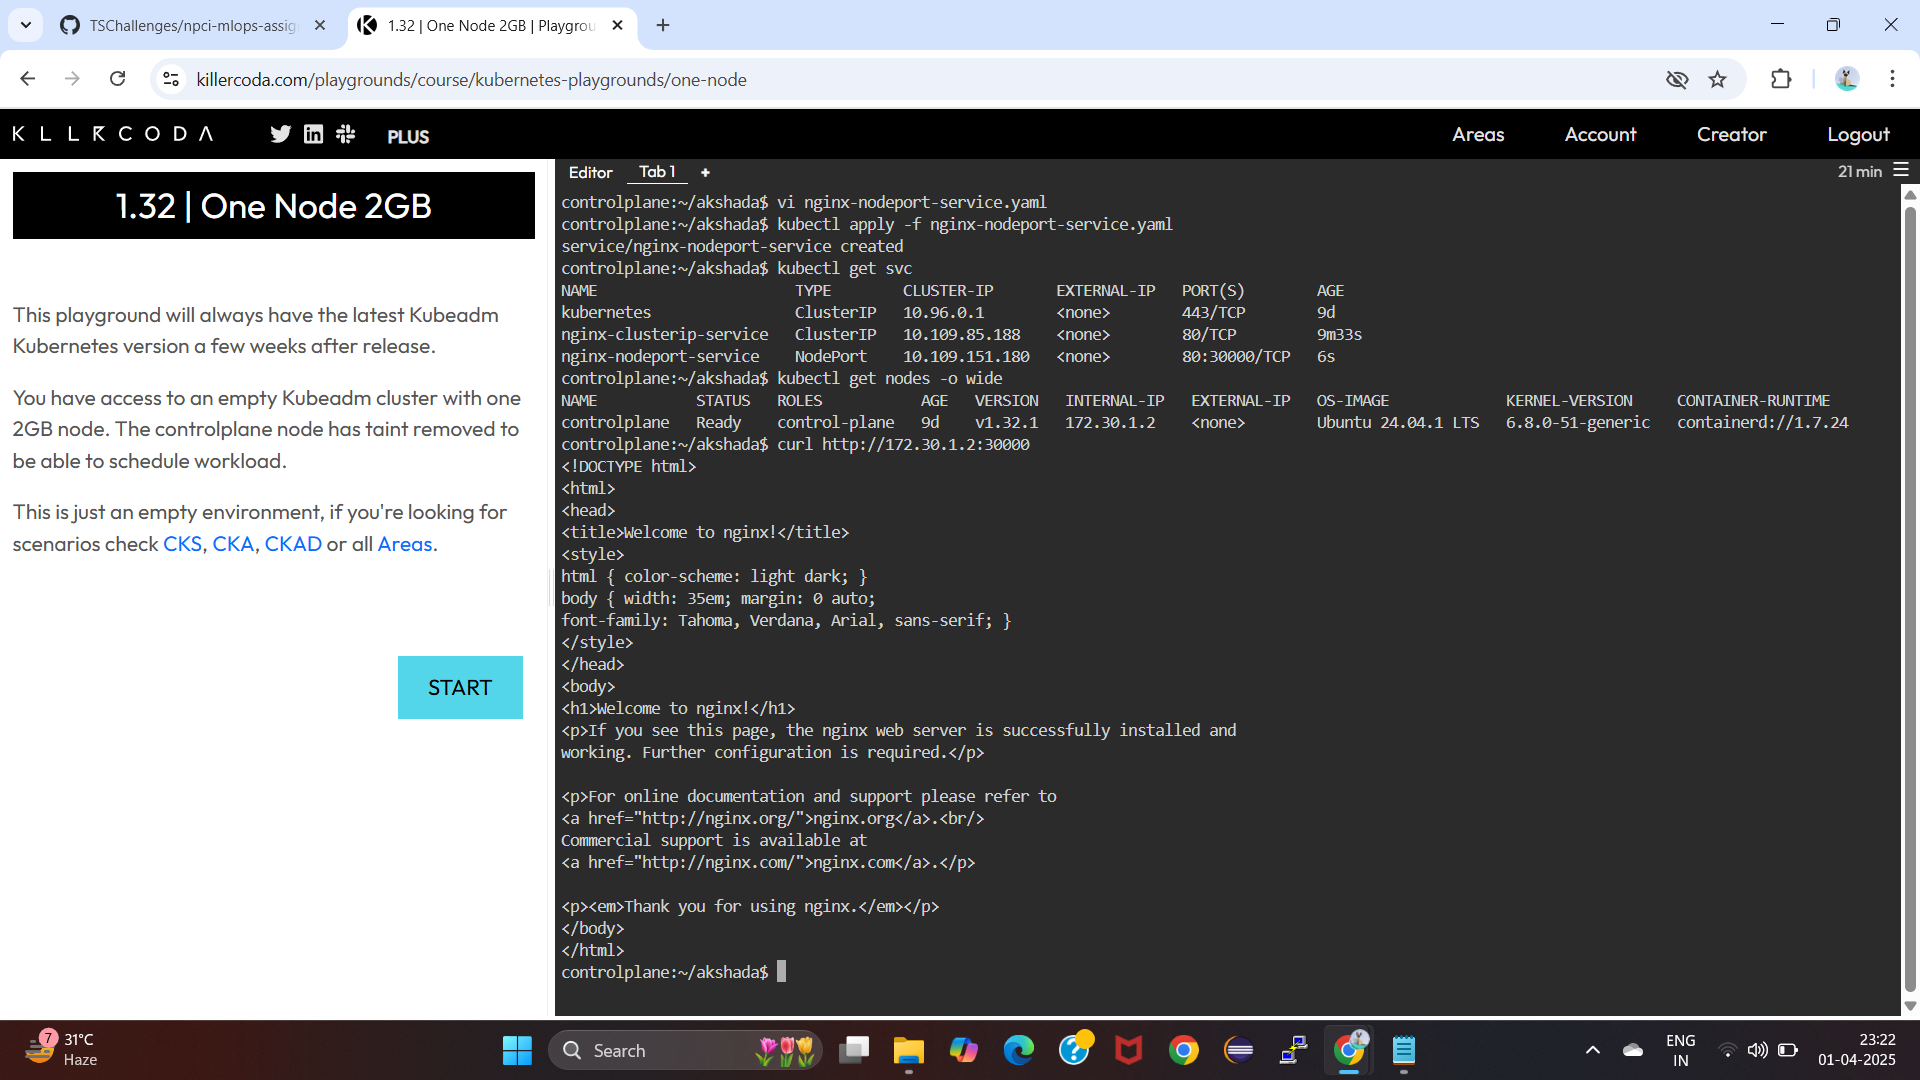 TSChallenges/npci-mlops-assig
1.32 | One Node 2GB | Playgrou
killercoda.com/playgrounds/course/kubernetes-playgrounds/one-node
KLLRCODA
PLUS
Areas
Account
Creator
Logout
1.32 | One Node 2GB
This playground will always have the latest Kubeadm
Kubernetes version a few weeks after release.
You have access to an empty Kubeadm cluster with one
2GB node. The controlplane node has taint removed to
be able to schedule workload.
This is just an empty environment, if you're looking for
scenarios check CKS, CKA, CKAD or all Areas.
START
Editor Tab 1 +
21 min
controlplane:~/akshada$ vi nginx-nodeport-service.yaml
controlplane:~/akshada$ kubectl apply -f nginx-nodeport-service.yaml
service/nginx-nodeport-service created
controlplane:~/akshada$ kubectl get svc
NAME TYPE CLUSTER-IP EXTERNAL-IP PORT(S) AGE
kubernetes ClusterIP 10.96.0.1 <none> 443/TCP 9d
nginx-clusterip-service ClusterIP 10.109.85.188 <none> 80/TCP 9m33s
nginx-nodeport-service NodePort 10.109.151.180 <none> 80:30000/TCP 6s
controlplane:~/akshada$ kubectl get nodes -o wide
NAME STATUS ROLES AGE VERSION INTERNAL-IP EXTERNAL-IP OS-IMAGE KERNEL-VERSION CONTAINER-RUNTIME
controlplane Ready control-plane 9d v1.32.1 172.30.1.2 <none> Ubuntu 24.04.1 LTS 6.8.0-51-generic containerd://1.7.24
controlplane:~/akshada$ curl http://172.30.1.2:30000
<!DOCTYPE html>
<html>
<head>
<title>Welcome to nginx!</title>
<style>
html { color-scheme: light dark; }
body { width: 35em; margin: 0 auto;
font-family: Tahoma, Verdana, Arial, sans-serif; }
</style>
</head>
<body>
<h1>Welcome to nginx!</h1>
<p>If you see this page, the nginx web server is successfully installed and
working. Further configuration is required.</p>
<p>For online documentation and support please refer to
<a href="http://nginx.org/">nginx.org</a>.<br/>
Commercial support is available at
<a href="http://nginx.com/">nginx.com</a>.</p>
<p><em>Thank you for using nginx.</em></p>
</body>
</html>
controlplane:~/akshada$
7
31°C
Haze
Search
ENG
IN
23:22
01-04-2025